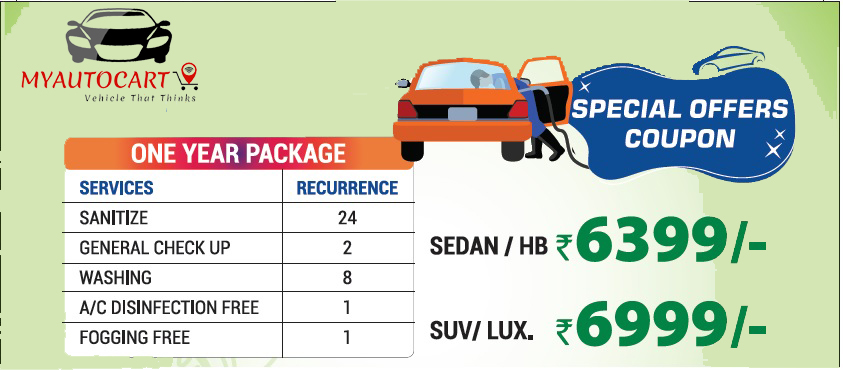 MYAUTOCART
Vehicle That Thinks
SPECIAL OFFERS
COUPON
ONE YEAR PACKAGE
SERVICES RECURRENCE
SANITIZE 24
GENERAL CHECK UP 2
WASHING 8
A/C DISINFECTION FREE 1
FOGGING FREE 1
SEDAN / HB ₹6399/-
SUV/ LUX. ₹6999/-